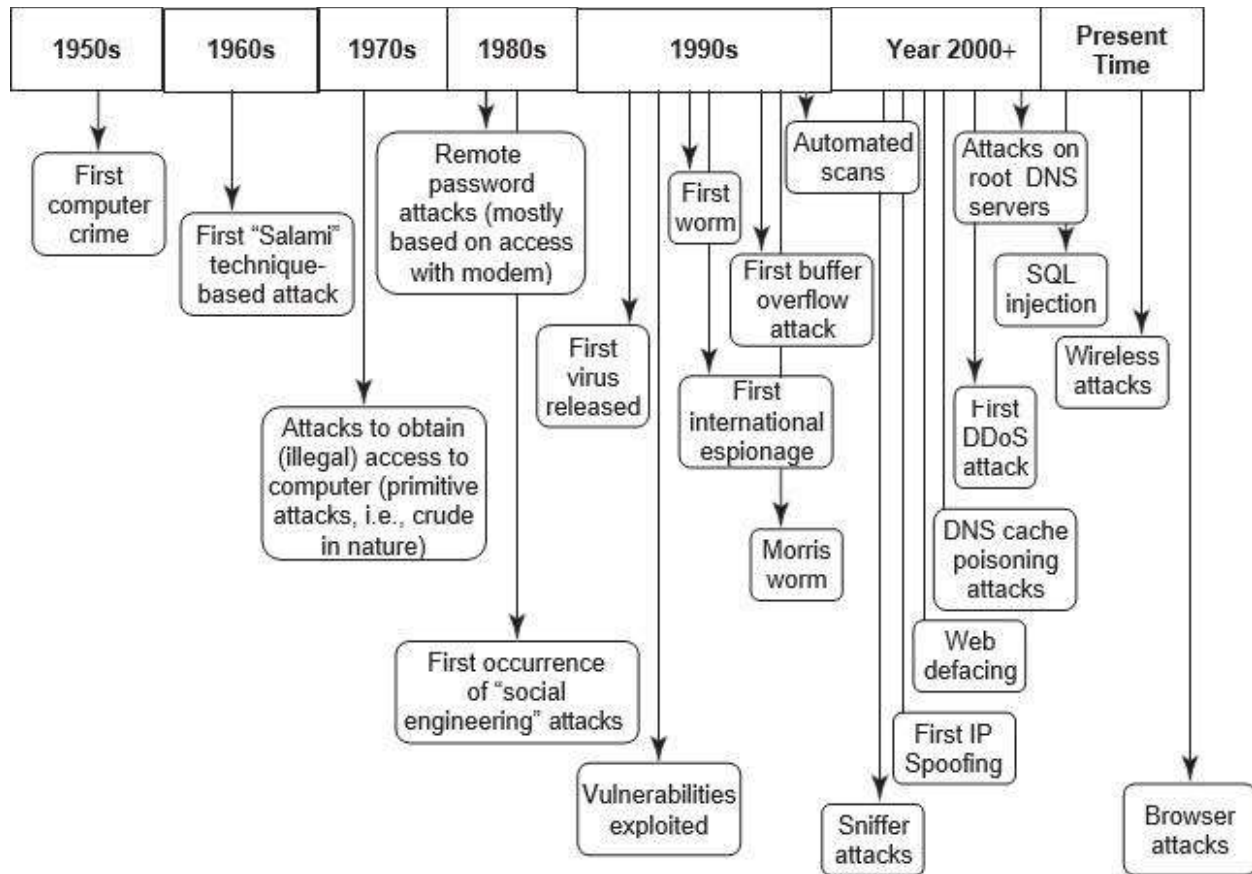 1950s
1960s
1970s
1980s
1990s
Year 2000+
Present
Time
First
computer
crime
First “Salami”
technique-
based attack
Attacks to obtain
(illegal) access to
computer (primitive
attacks, i.e., crude
in nature)
Remote
password
attacks (mostly
based on access
with modem)
First occurrence
of “social
engineering” attacks
First
virus
released
Vulnerabilities
exploited
First
worm
First
international
espionage
First buffer
overflow
attack
Morris
worm
Automated
scans
Sniffer
attacks
First IP
Spoofing
Web
defacing
DNS cache
poisoning
attacks
First
DDoS
attack
Attacks on
root DNS
servers
SQL
injection
Wireless
attacks
Browser
attacks